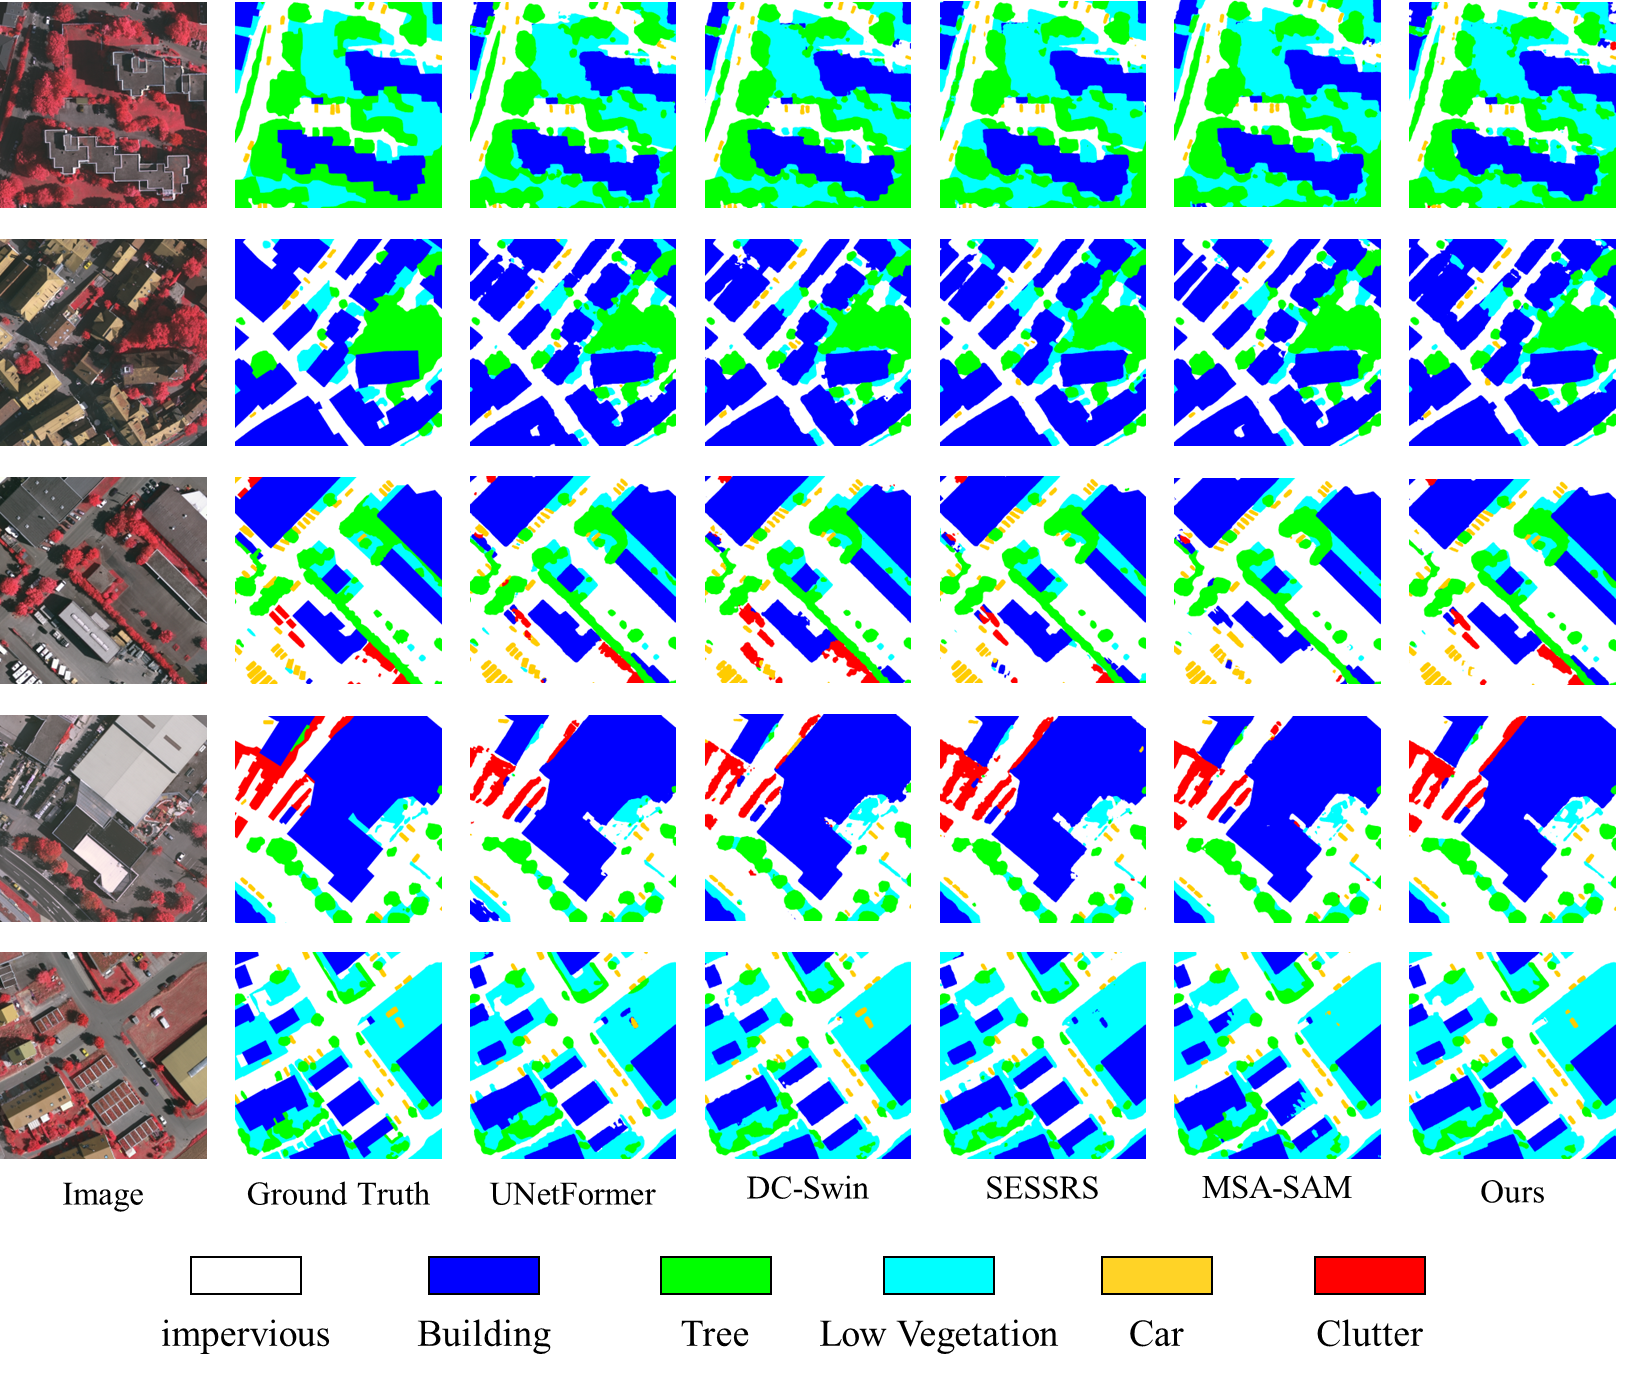 Image Ground Truth UNetFormer DC-Swin SESSRS MSA-SAM Ours
impervious Building Tree Low Vegetation Car Clutter